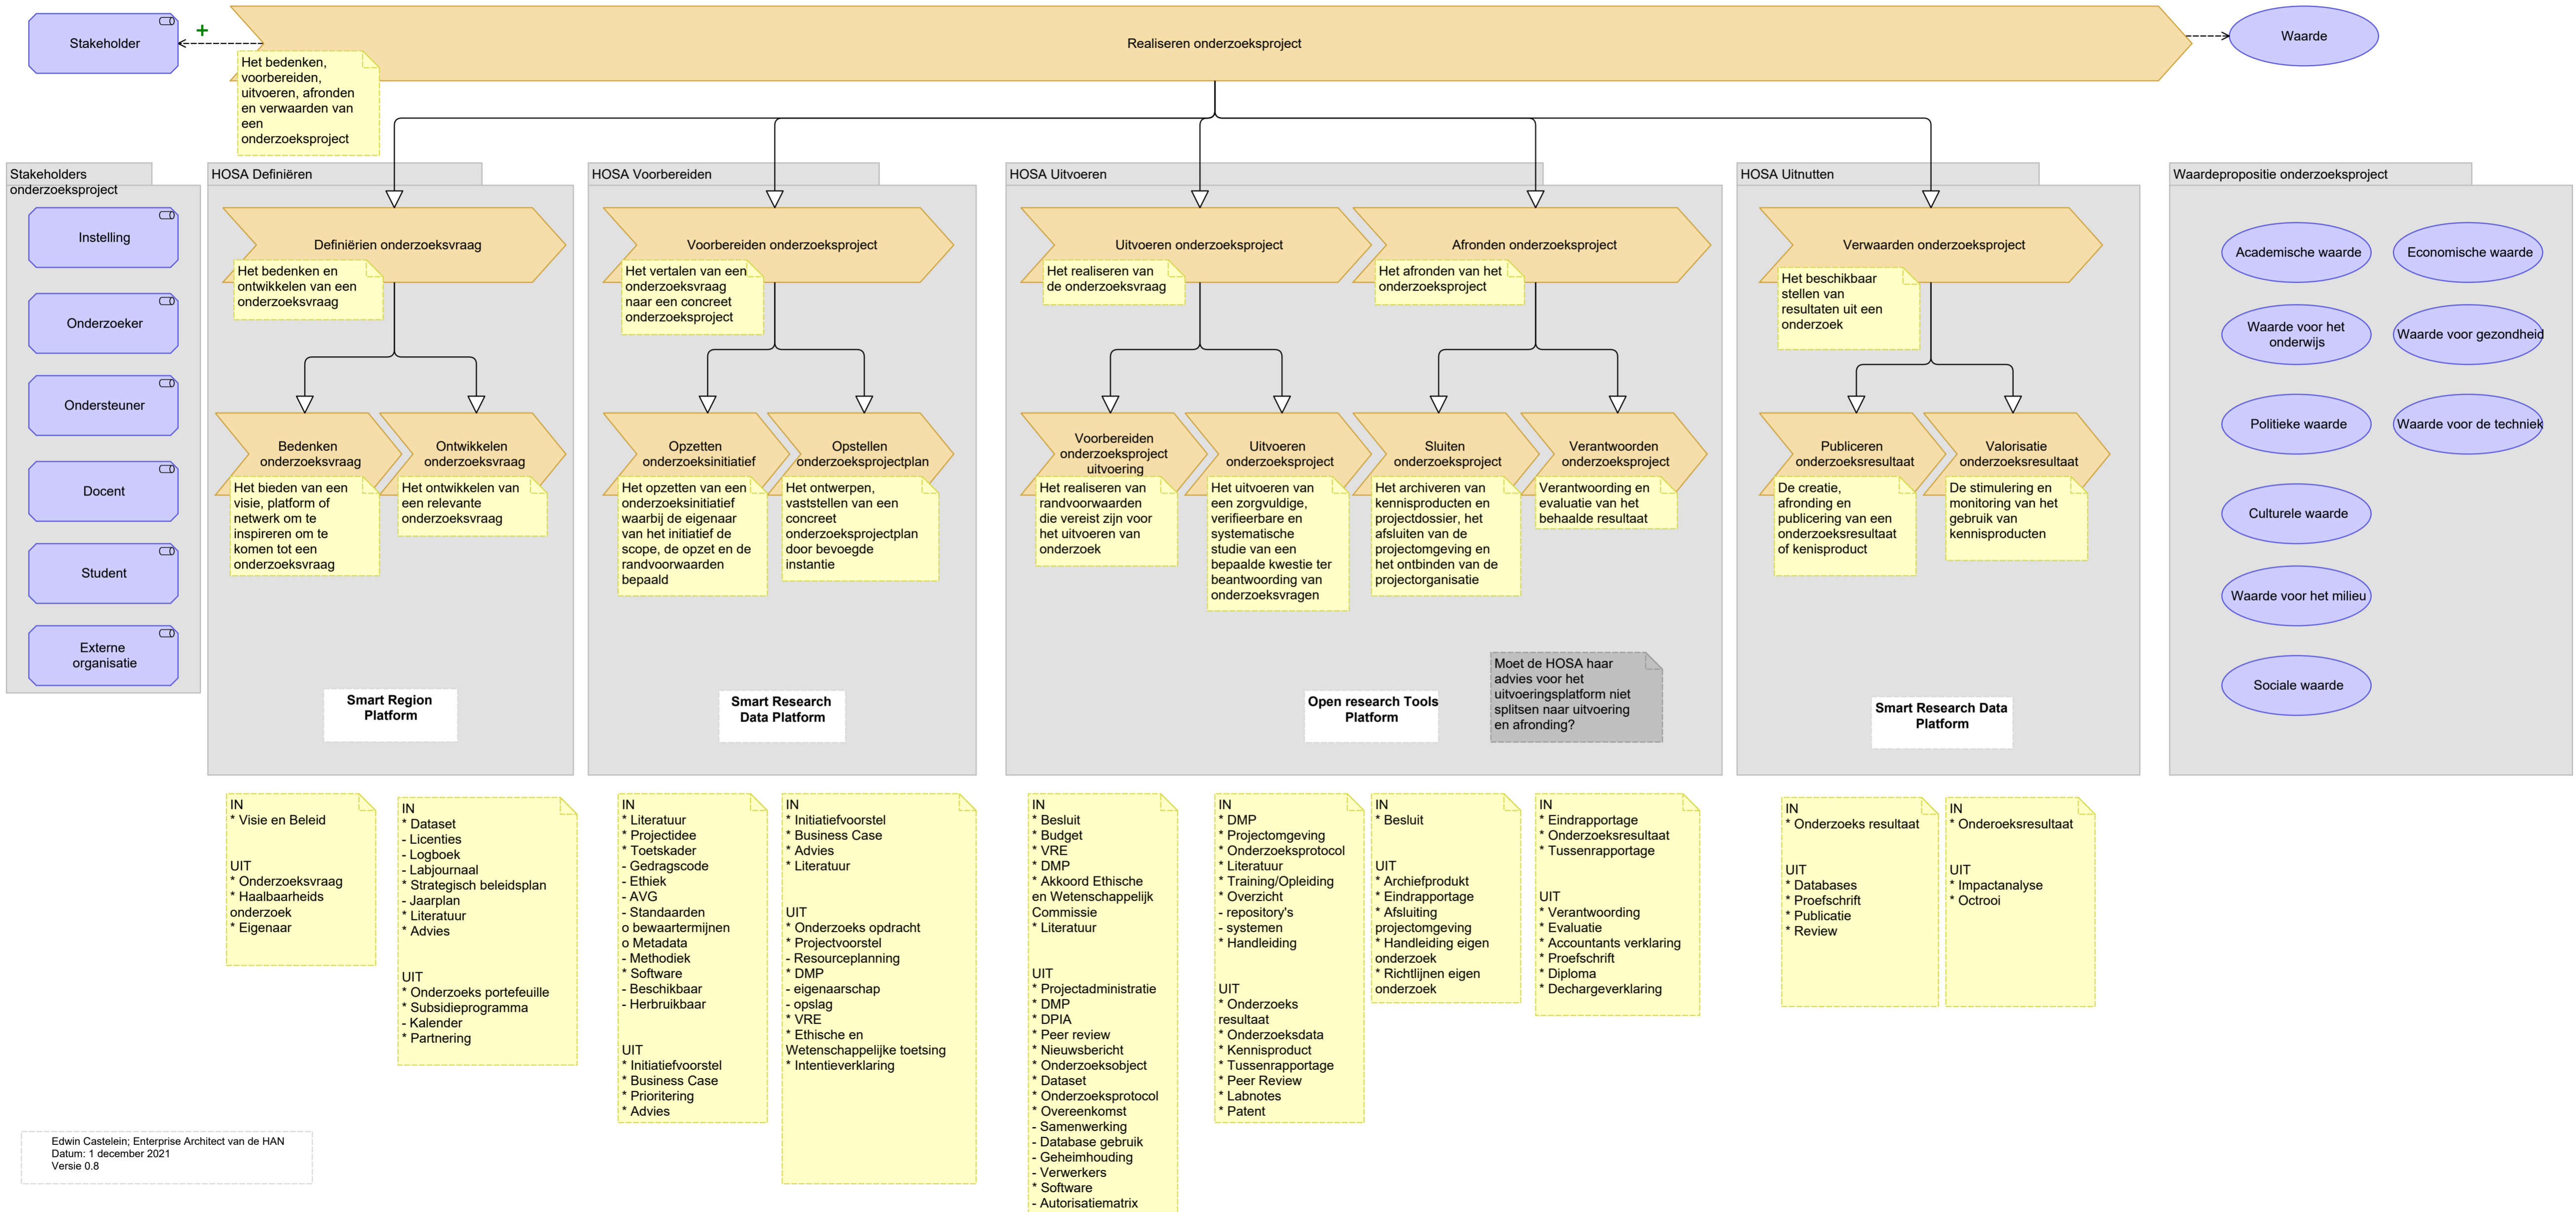 Stakeholder
+
Realiseren onderzoeksproject
Waarde
Het bedenken,
voorbereiden,
uitvoeren, afronden
en verwaarden van
een
onderzoeksproject
Stakeholders
onderzoeksproject
Instelling
Onderzoeker
Ondersteuner
Docent
Student
Externe
organisatie
HOSA Definiëren
Definiërien onderzoeksvraag
Het bedenken en
ontwikkelen van een
onderzoeksvraag
Bedenken
onderzoeksvraag
Het bieden van een
visie, platform of
netwerk om te
inspireren om te
komen tot een
onderzoeksvraag
Ontwikkelen
onderzoeksvraag
Het ontwikkelen van
een relevante
onderzoeksvraag
Smart Region
Platform
HOSA Voorbereiden
Voorbereiden onderzoeksproject
Het vertalen van een
onderzoeksvraag
naar een concreet
onderzoeksproject
Opzetten
onderzoeksinitiatief
Het opzetten van een
onderzoeksinitiatief
waarbij de eigenaar
van het initiatief de
scope, de opzet en de
randvoorwaarden
bepaald
Opstellen
onderzoeksprojectplan
Het ontwerpen,
vaststellen van een
concreet
onderzoeksprojectplan
door bevoegde
instantie
Smart Research
Data Platform
HOSA Uitvoeren
Uitvoeren onderzoeksproject
Het realiseren van
de onderzoeksvraag
Afronden onderzoeksproject
Het afronden van het
onderzoeksproject
Voorbereiden
onderzoeksproject
uitvoering
Het realiseren van
randvoorwaarden
die vereist zijn voor
het uitvoeren van
onderzoek
Uitvoeren
onderzoeksproject
Het uitvoeren van
een zorgvuldige,
verifieerbare en
systematische
studie van een
bepaalde kwestie ter
beantwoording van
onderzoeksvragen
Sluiten
onderzoeksproject
Het archiveren van
kennisproducten en
projectdossier, het
afsluiten van de
projectomgeving en
het ontbinden van de
projectorganisatie
Verantwoorden
onderzoeksproject
Verantwoording en
evaluatie van het
behaalde resultaat
Open research Tools
Platform
Moet de HOSA haar
advies voor het
uitvoeringsplatform niet
splitsen naar uitvoering
en afronding?
HOSA Uitnutten
Verwaarden onderzoeksproject
Het beschikbaar
stellen van
resultaten uit een
onderzoek
Publiceren
onderzoeksresultaat
De creatie,
afronding en
publicering van een
onderzoeksresultaat
of kenisproduct
Valorisatie
onderzoeksresultaat
De stimulering en
monitoring van het
gebruik van
kennisproducten
Smart Research Data
Platform
Waardepropositie onderzoeksproject
Academische waarde
Economische waarde
Waarde voor het
onderwijs
Waarde voor gezondheid
Politieke waarde
Waarde voor de techniek
Culturele waarde
Waarde voor het milieu
Sociale waarde
IN
* Visie en Beleid
UIT
* Onderzoeksvraag
* Haalbaarheids
onderzoek
* Eigenaar
IN
* Dataset
- Licenties
- Logboek
- Labjournaal
* Strategisch beleidsplan
- Jaarplan
* Literatuur
* Advies
UIT
* Onderzoeks portefeuille
* Subsidieprogramma
- Kalender
* Partnering
IN
* Literatuur
* Projectidee
* Toetskader
- Gedragscode
- Ethiek
- AVG
- Standaarden
o bewaartermijnen
o Metadata
- Methodiek
* Software
- Beschikbaar
- Herbruikbaar
UIT
* Initiatiefvoorstel
* Business Case
* Prioritering
* Advies
IN
* Initiatiefvoorstel
* Business Case
* Advies
* Literatuur
UIT
* Onderzoeks opdracht
* Projectvoorstel
- Resourceplanning
* DMP
- eigenaarschap
- opslag
* VRE
* Ethische en
Wetenschappelijke toetsing
* Intentieverklaring
IN
* Besluit
* Budget
* VRE
* DMP
* Akkoord Ethische
en Wetenschappelijk
Commissie
* Literatuur
UIT
* Projectadministratie
* DMP
* DPIA
* Peer review
* Nieuwsbericht
* Onderzoeksobject
* Dataset
* Onderzoeksprotocol
* Overeenkomst
- Samenwerking
- Database gebruik
- Geheimhouding
- Verwerkers
* Software
- Autorisatiematrix
IN
* DMP
* Projectomgeving
* Onderzoeksprotocol
* Literatuur
* Training/Opleiding
* Overzicht
- repository's
- systemen
* Handleiding
UIT
* Onderzoeks
resultaat
* Onderzoeksdata
* Kennisproduct
* Tussenrapportage
* Peer Review
* Labnotes
* Patent
IN
* Besluit
UIT
* Archiefprodukt
* Eindrapportage
* Afsluiting
projectomgeving
* Handleiding eigen
onderzoek
* Richtlijnen eigen
onderzoek
IN
* Eindrapportage
* Onderzoeksresultaat
* Tussenrapportage
UIT
* Verantwoording
* Evaluatie
* Accountants verklaring
* Proefschrift
* Diploma
* Dechargeverklaring
IN
* Onderzoeks resultaat
UIT
* Databases
* Proefschrift
* Publicatie
* Review
IN
* Onderoeksresultaat
UIT
* Impactanalyse
* Octrooi
Edwin Castelein; Enterprise Architect van de HAN
Datum: 1 december 2021
Versie 0.8